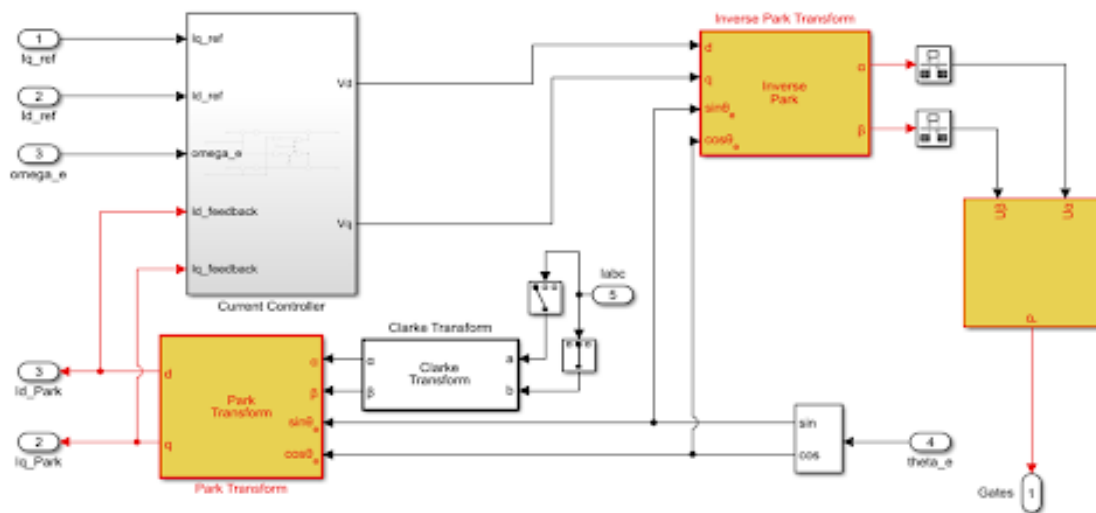 Inverse Park Transform
1
Iq_ref
2
Id_ref
3
omega_e
Iq_ref
Id_ref
omega_e
Id_feedback
Iq_feedback
Vd
Vq
Current Controller
d
q
sinθe
cosθe
Inverse
Park
α
β
Uβ
Uα
P
Iabc
5
Clarke Transform
Clarke
Transform
α
β
a
b
Park
Transform
d
q
α
β
sinθe
cosθe
Park Transform
3
Id_Park
2
Iq_Park
sin
cos
4
theta_e
Gates
1